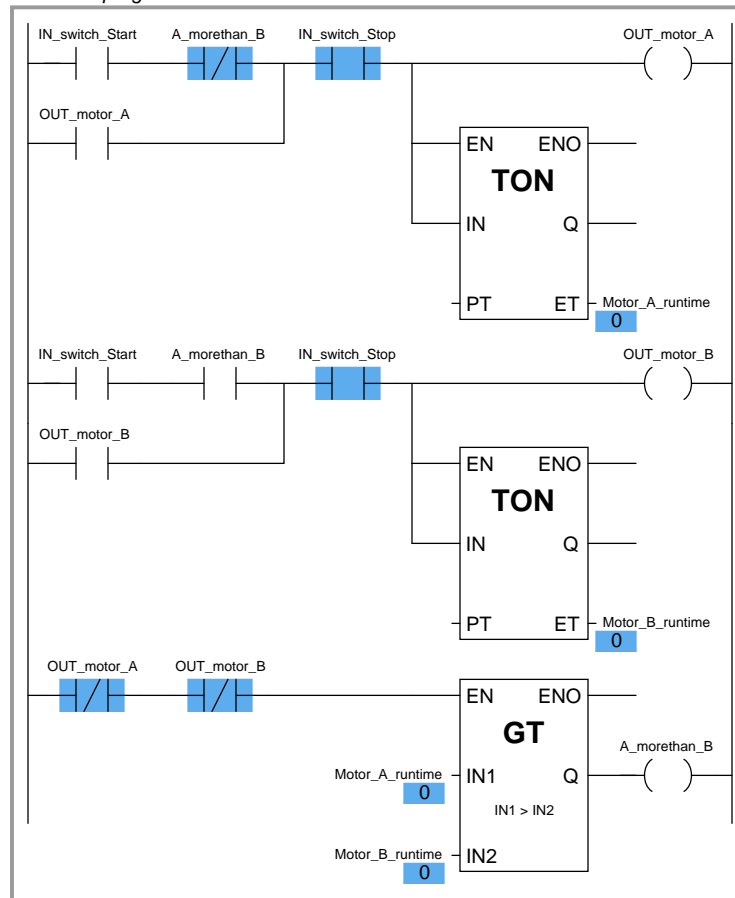 IN_switch_Start A_morethan_B IN_switch_Stop OUT_motor_A
OUT_motor_A
EN ENO
TON
IN Q
PT ET Motor_A_runtime
0
IN_switch_Start A_morethan_B IN_switch_Stop OUT_motor_B
OUT_motor_B
EN ENO
TON
IN Q
PT ET Motor_B_runtime
0
OUT_motor_A OUT_motor_B
EN ENO
GT
A_morethan_B
Motor_A_runtime IN1 Q
0
IN1 > IN2
Motor_B_runtime IN2
0